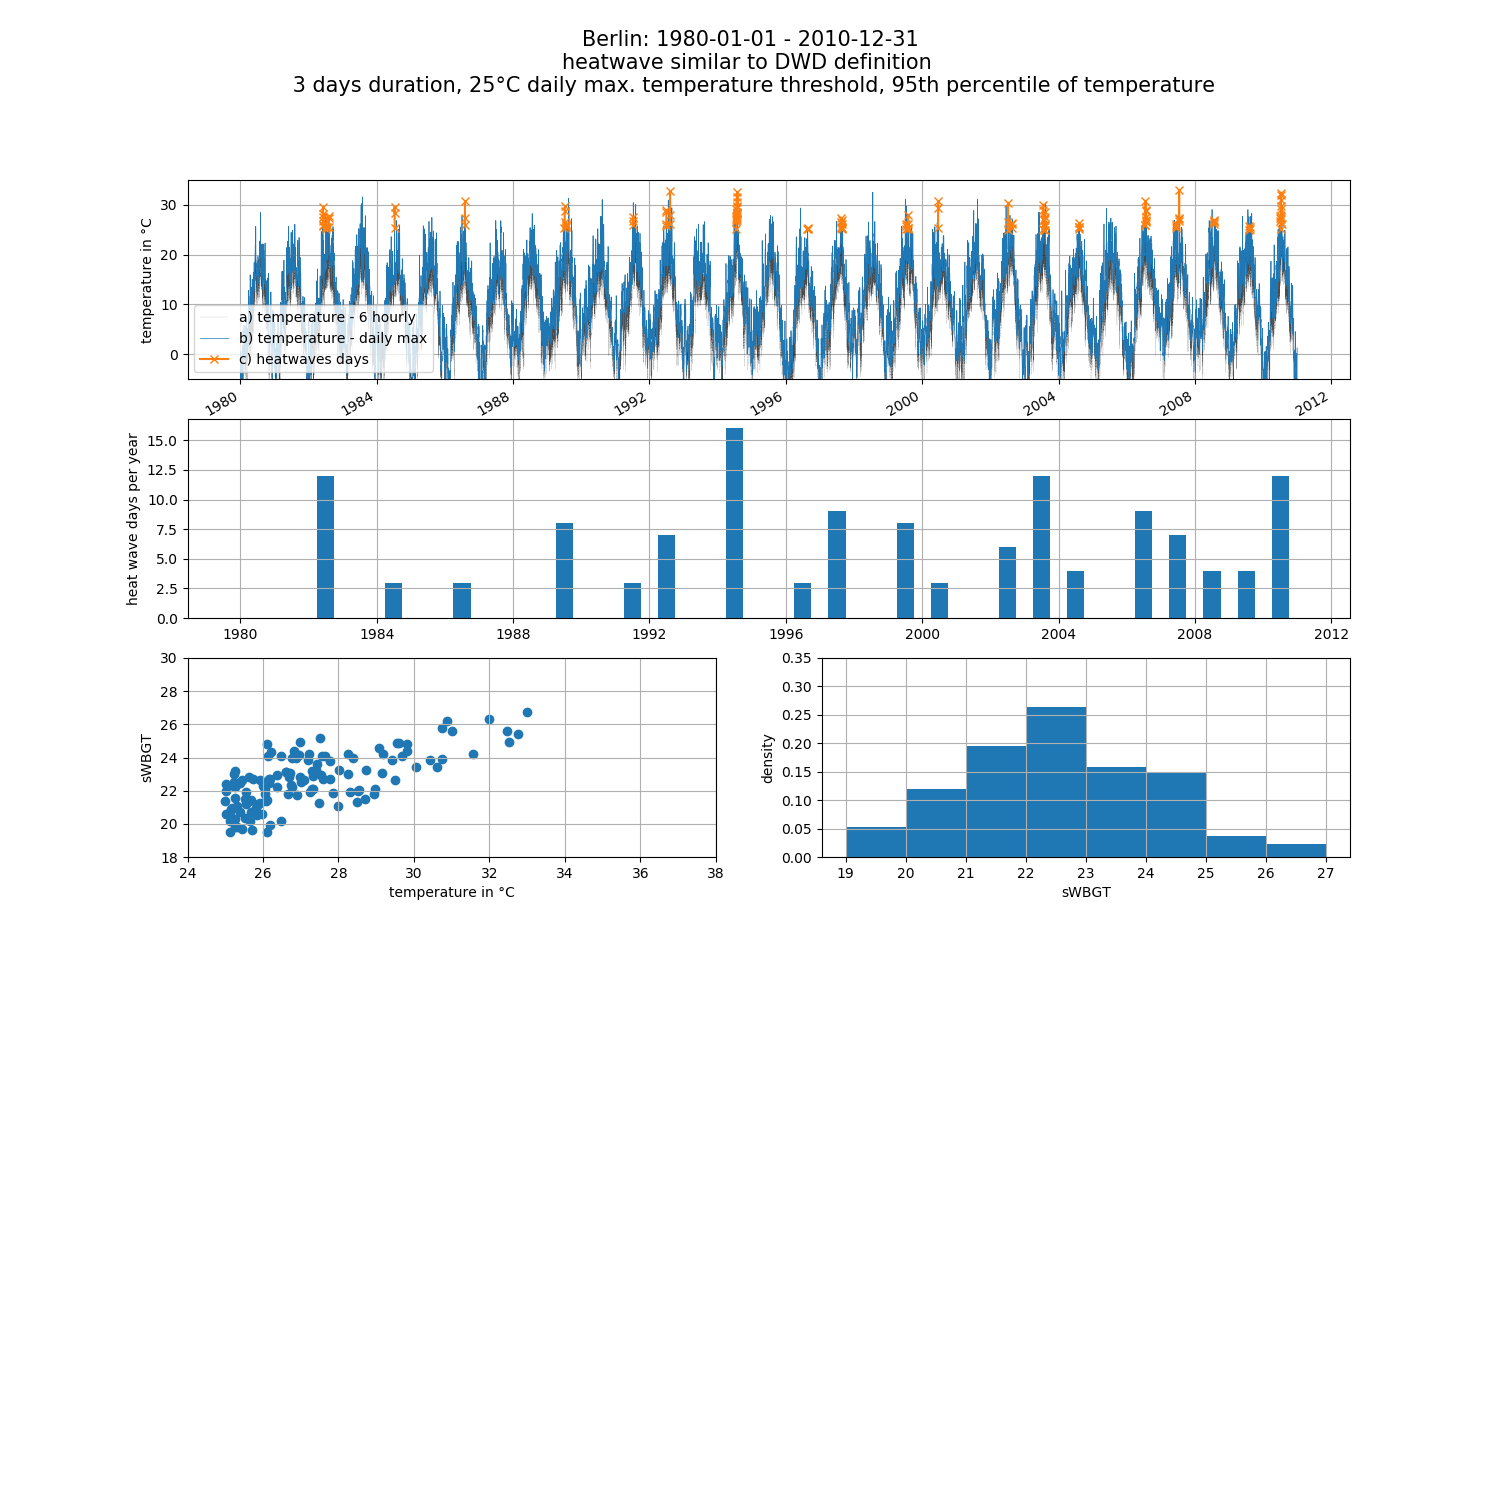 Berlin: 1980-01-01 - 2010-12-31
heatwave similar to DWD definition
3 days duration, 25°C daily max. temperature threshold, 95th percentile of temperature
temperature in °C
30
20
10
0
a) temperature - 6 hourly
b) temperature - daily max
c) heatwaves days
1980 1984 1988 1992 1996 2000 2004 2008 2012
heat wave days per year
15.0
12.5
10.0
7.5
5.0
2.5
0.0
1980 1984 1988 1992 1996 2000 2004 2008 2012
sWBGT
30
28
26
24
22
20
18
24 26 28 30 32 34 36 38
temperature in °C
density
0.35
0.30
0.25
0.20
0.15
0.10
0.05
0.00
19 20 21 22 23 24 25 26 27
sWBGT